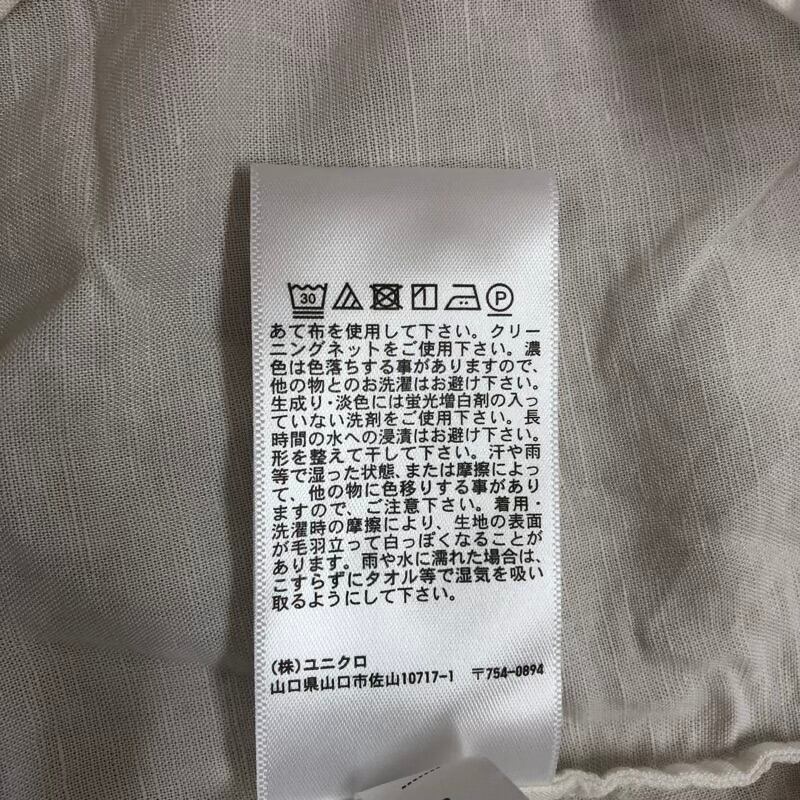 30 P
あて布を使用して下さい。クリー
ニングネットをご使用下さい。濃
色は色落ちする事がありますので、
他の物とのお洗濯はお避け下さい。
生成り・淡色には蛍光増白剤の入っ
ていない洗剤をご使用下さい。長
時間の水への浸漬はお避け下さい。
形を整えて干して下さい。汗や雨
等で湿った状態、または摩擦によっ
て、他の物に色移りする事があり
ますので、ご注意下さい。着用・
洗濯時の摩擦により、生地の表面
が毛羽立って白っぽくなることが
あります。雨や水に濡れた場合は、
こすらずにタオル等で湿気を吸い
取るようにして下さい。
(株)ユニクロ
山口県山口市佐山10717-1 〒754-0894